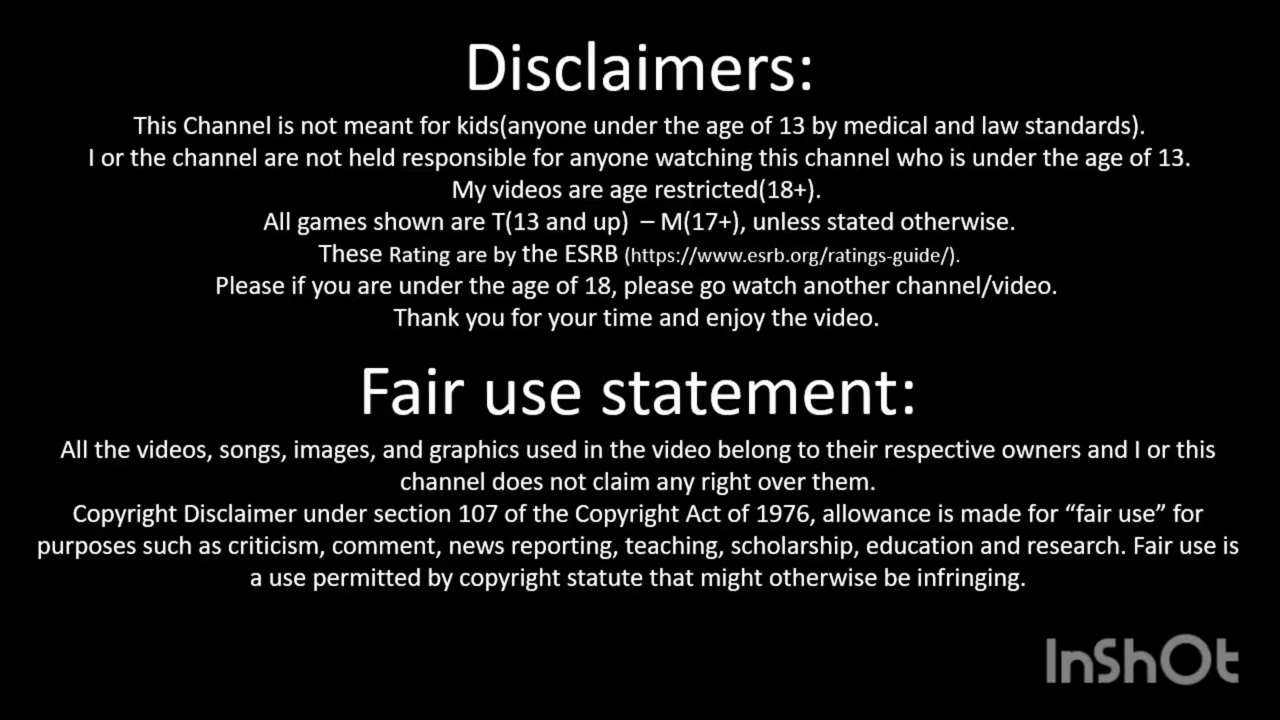 Disclaimers:
This Channel is not meant for kids(anyone under the age of 13 by medical and law standards).
I or the channel are not held responsible for anyone watching this channel who is under the age of 13.
My videos are age restricted(18+).
All games shown are T(13 and up) – M(17+), unless stated otherwise.
These Rating are by the ESRB (https://www.esrb.org/ratings-guide/).
Please if you are under the age of 18, please go watch another channel/video.
Thank you for your time and enjoy the video.
Fair use statement:
All the videos, songs, images, and graphics used in the video belong to their respective owners and I or this
channel does not claim any right over them.
Copyright Disclaimer under section 107 of the Copyright Act of 1976, allowance is made for “fair use” for
purposes such as criticism, comment, news reporting, teaching, scholarship, education and research. Fair use is
a use permitted by copyright statute that might otherwise be infringing.
InShOt